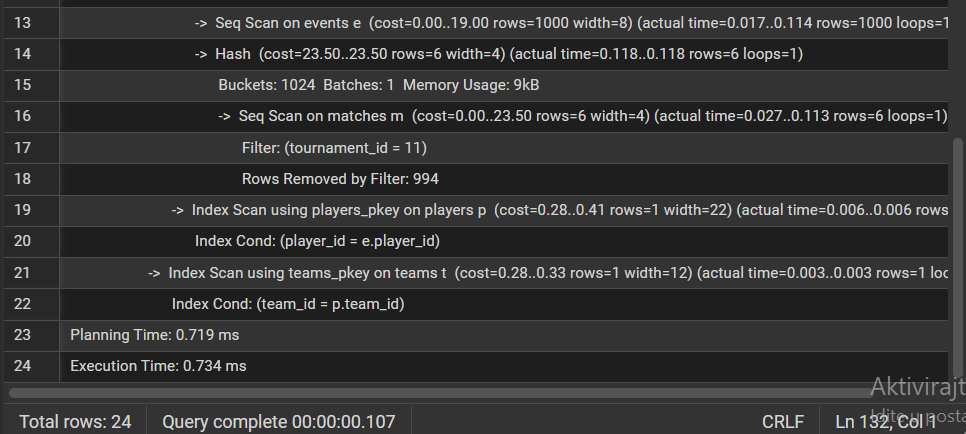 13 -> Seq Scan on events e (cost=0.00..19.00 rows=1000 width=8) (actual time=0.017..0.114 rows=1000 loops=1
14 -> Hash (cost=23.50..23.50 rows=6 width=4) (actual time=0.118..0.118 rows=6 loops=1)
15 Buckets: 1024 Batches: 1 Memory Usage: 9kB
16 -> Seq Scan on matches m (cost=0.00..23.50 rows=6 width=4) (actual time=0.027..0.113 rows=6 loops=1)
17 Filter: (tournament_id = 11)
18 Rows Removed by Filter: 994
19 -> Index Scan using players_pkey on players p (cost=0.28..0.41 rows=1 width=22) (actual time=0.006..0.006 rows
20 Index Cond: (player_id = e.player_id)
21 -> Index Scan using teams_pkey on teams t (cost=0.28..0.33 rows=1 width=12) (actual time=0.003..0.003 rows=1 loo
22 Index Cond: (team_id = p.team_id)
23 Planning Time: 0.719 ms
24 Execution Time: 0.734 ms
Aktivirajt
Total rows: 24 Query complete 00:00:00.107 CRLF Ln 132, Col 1
Idite u posta